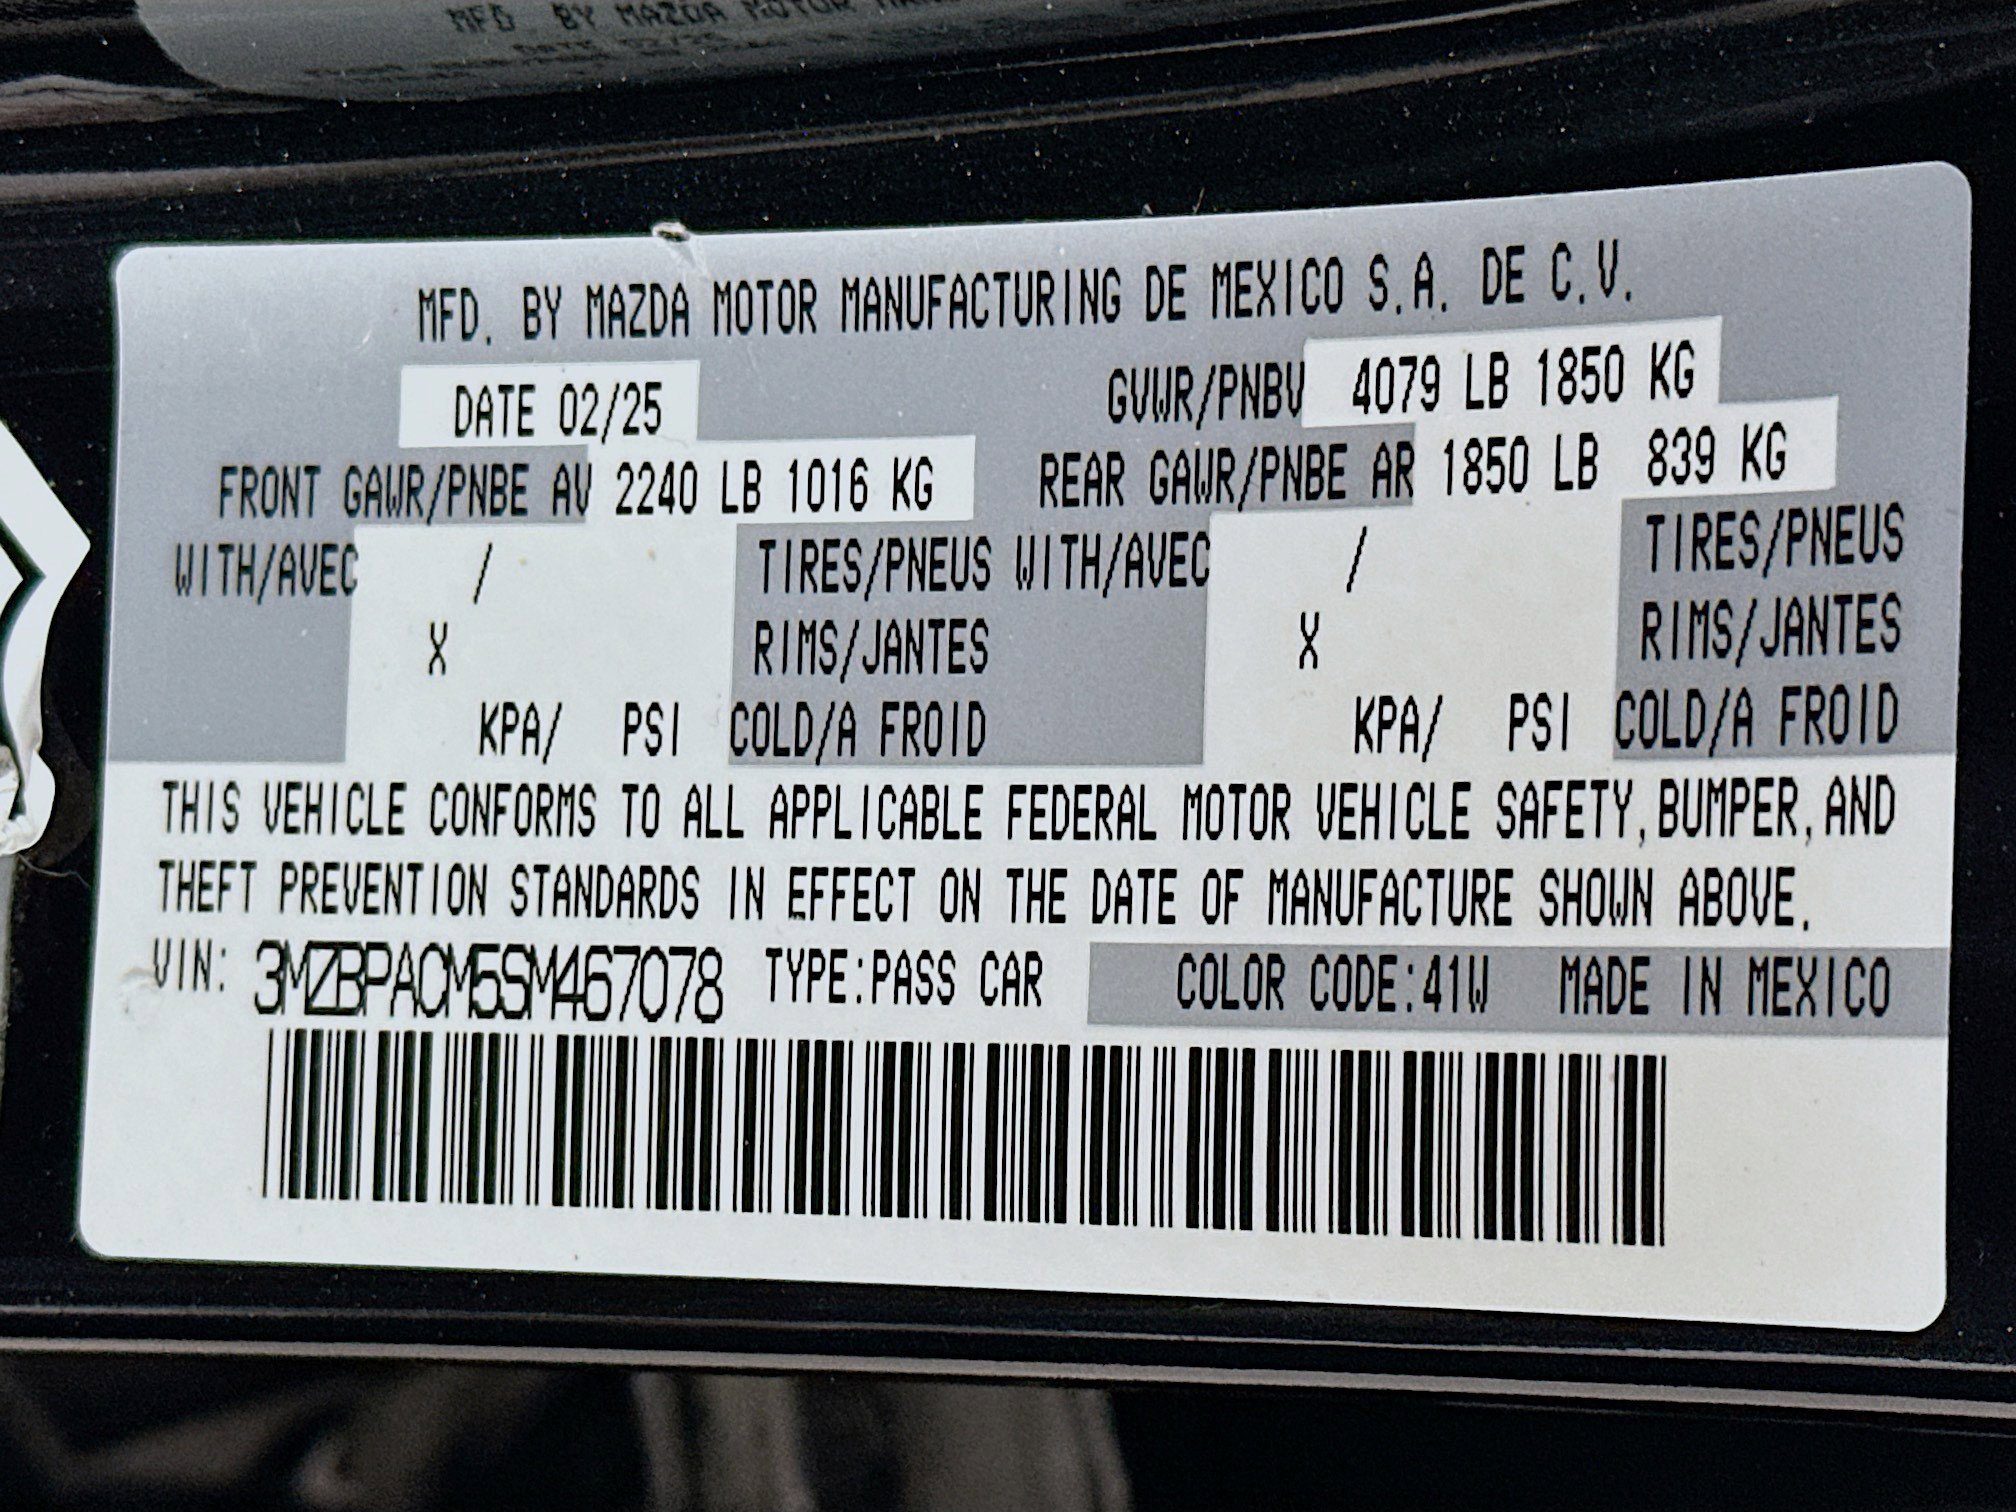 MFD. BY MAZDA MOTOR
MFD. BY MAZDA MOTOR MANUFACTURING DE MEXICO S.A. DE C.V.
DATE 02/25 GVWR/PNBV 4079 LB 1850 KG
FRONT GAWR/PNBE AV 2240 LB 1016 KG REAR GAWR/PNBE AR 1850 LB 839 KG
WITH/AVEC / TIRES/PNEUS WITH/AVEC / TIRES/PNEUS
X RIMS/JANTES X RIMS/JANTES
KPA/ PSI COLD/A FROID KPA/ PSI COLD/A FROID
THIS VEHICLE CONFORMS TO ALL APPLICABLE FEDERAL MOTOR VEHICLE SAFETY, BUMPER, AND
THEFT PREVENTION STANDARDS IN EFFECT ON THE DATE OF MANUFACTURE SHOWN ABOVE.
VIN: 3MZBPACM5SM467078 TYPE:PASS CAR COLOR CODE:41W MADE IN MEXICO